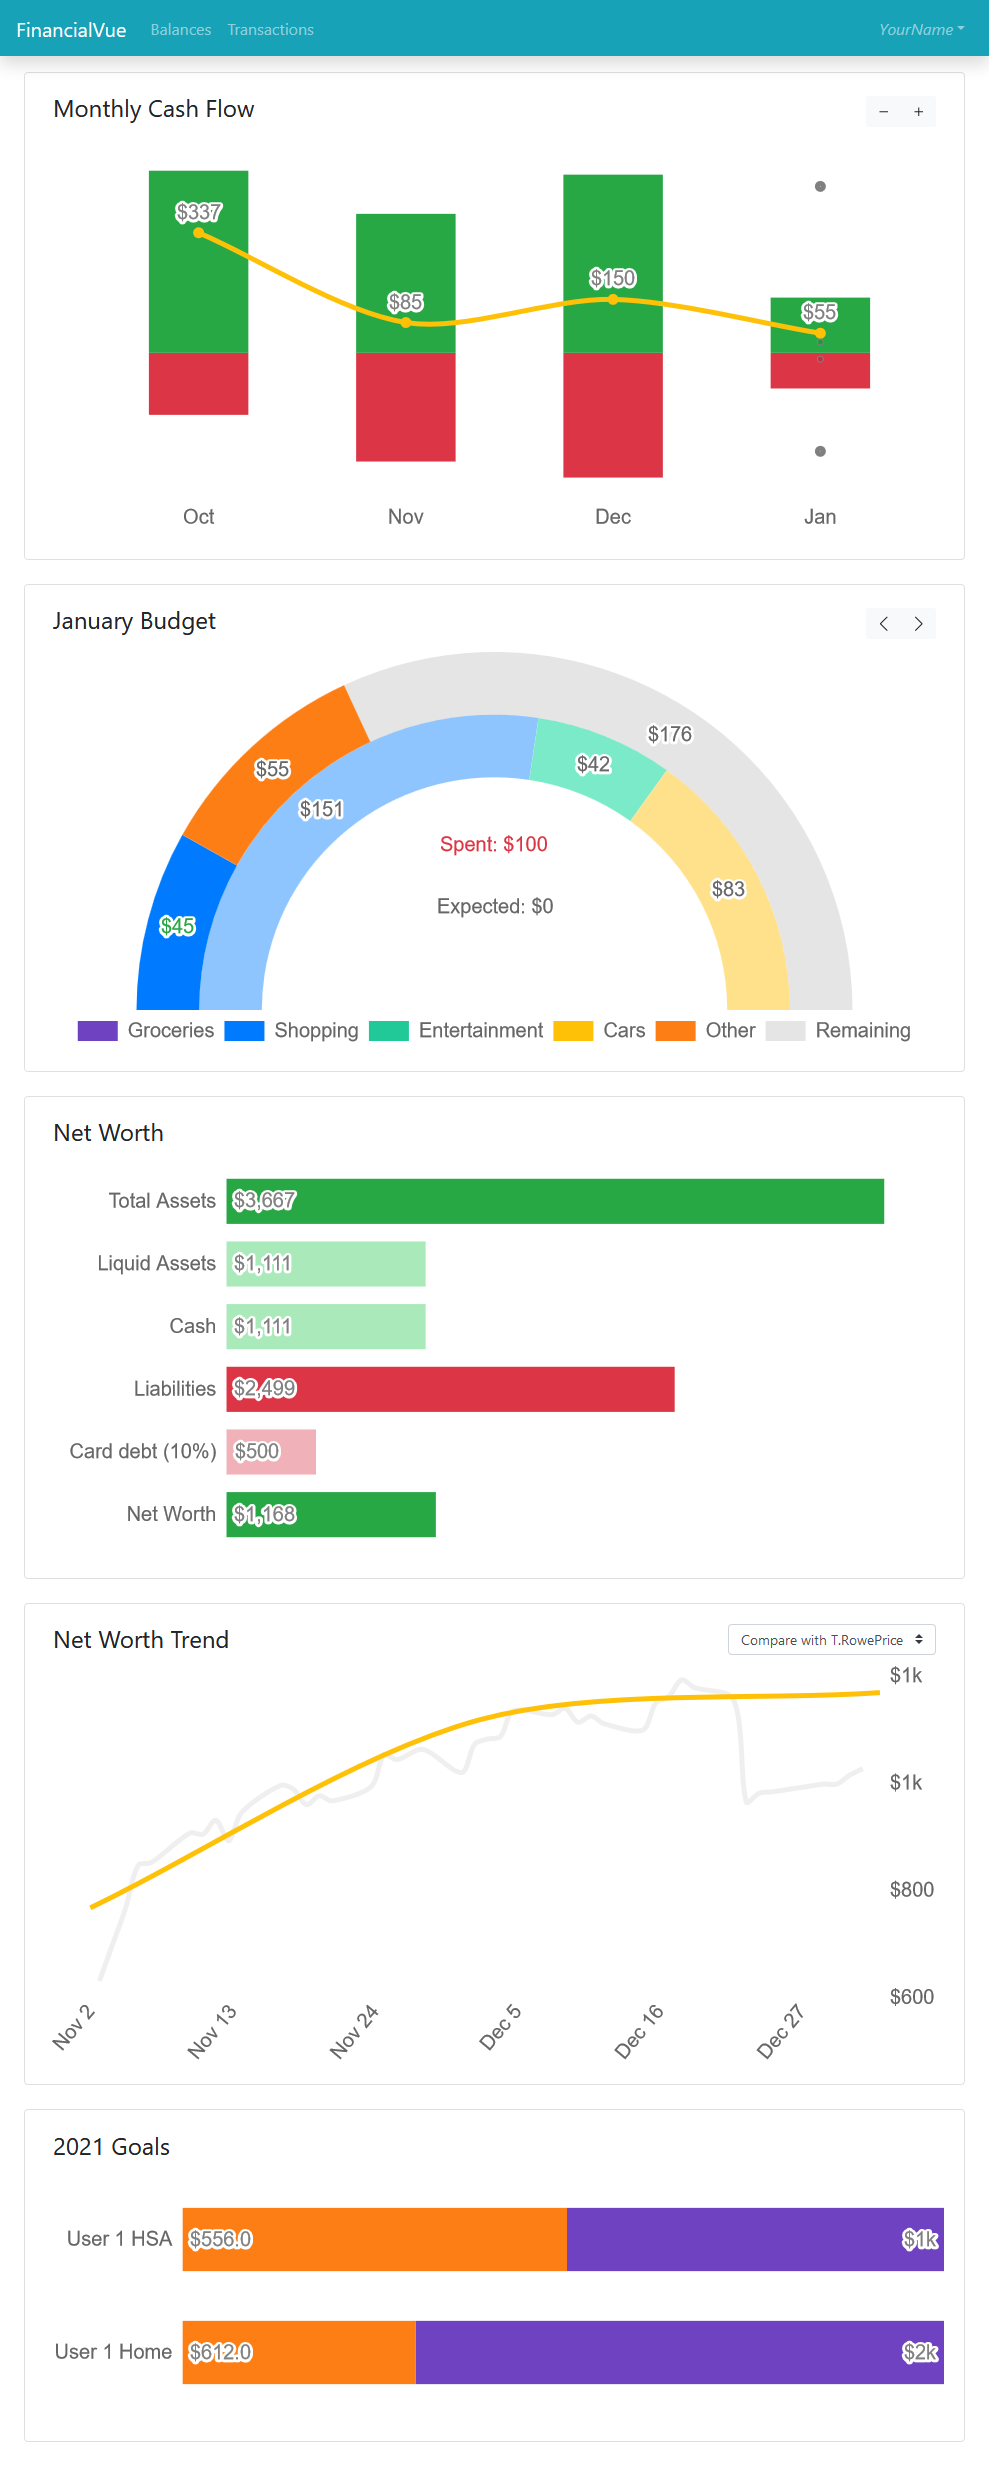 FinancialVue Balances Transactions YourName
Monthly Cash Flow
− +
$337
$85
$150
$55
Oct Nov Dec Jan
January Budget
$176
$42
$55
$151
Spent: $100
$83
Expected: $0
$45
Groceries Shopping Entertainment Cars Other Remaining
Net Worth
Total Assets $3,667
Liquid Assets $1,111
Cash $1,111
Liabilities $2,499
Card debt (10%) $500
Net Worth $1,168
Net Worth Trend
Compare with T.RowePrice
$1k
$1k
$800
$600
Nov 2 Nov 13 Nov 24 Dec 5 Dec 16 Dec 27
2021 Goals
User 1 HSA $556.0 $1k
User 1 Home $612.0 $2k